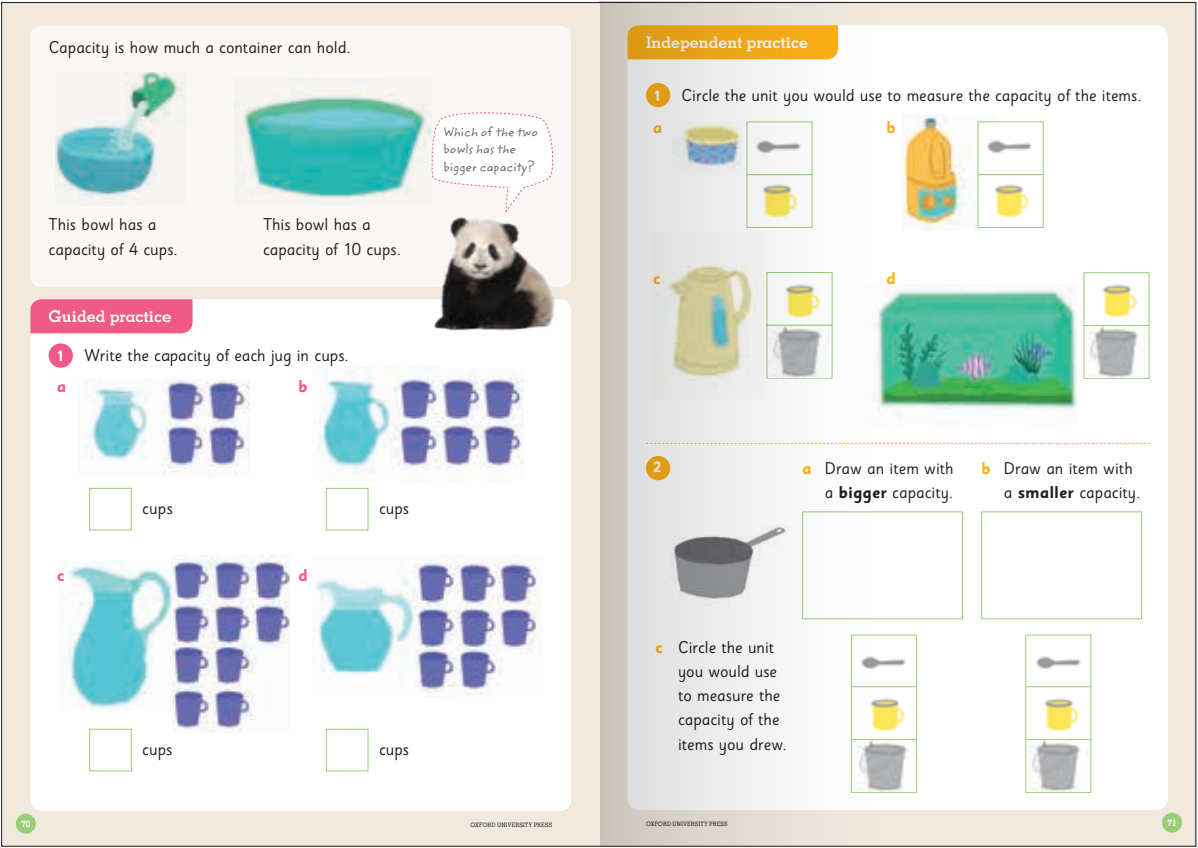 Capacity is how much a container can hold.
Which of the two
bowls has the
bigger capacity?
This bowl has a
capacity of 4 cups.
This bowl has a
capacity of 10 cups.
Guided practice
1 Write the capacity of each jug in cups.
a
b
cups
cups
c
d
cups
cups
70
OXFORD UNIVERSITY PRESS
Independent practice
1 Circle the unit you would use to measure the capacity of the items.
a
b
c
d
2
a Draw an item with
a bigger capacity.
b Draw an item with
a smaller capacity.
c Circle the unit
you would use
to measure the
capacity of the
items you drew.
OXFORD UNIVERSITY PRESS
71